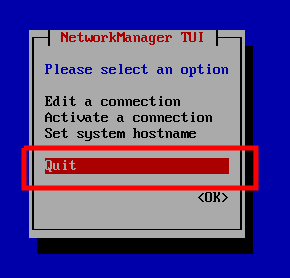 NetworkManager TUI
Please select an option
Edit a connection
Activate a connection
Set system hostname
Quit
<OK>